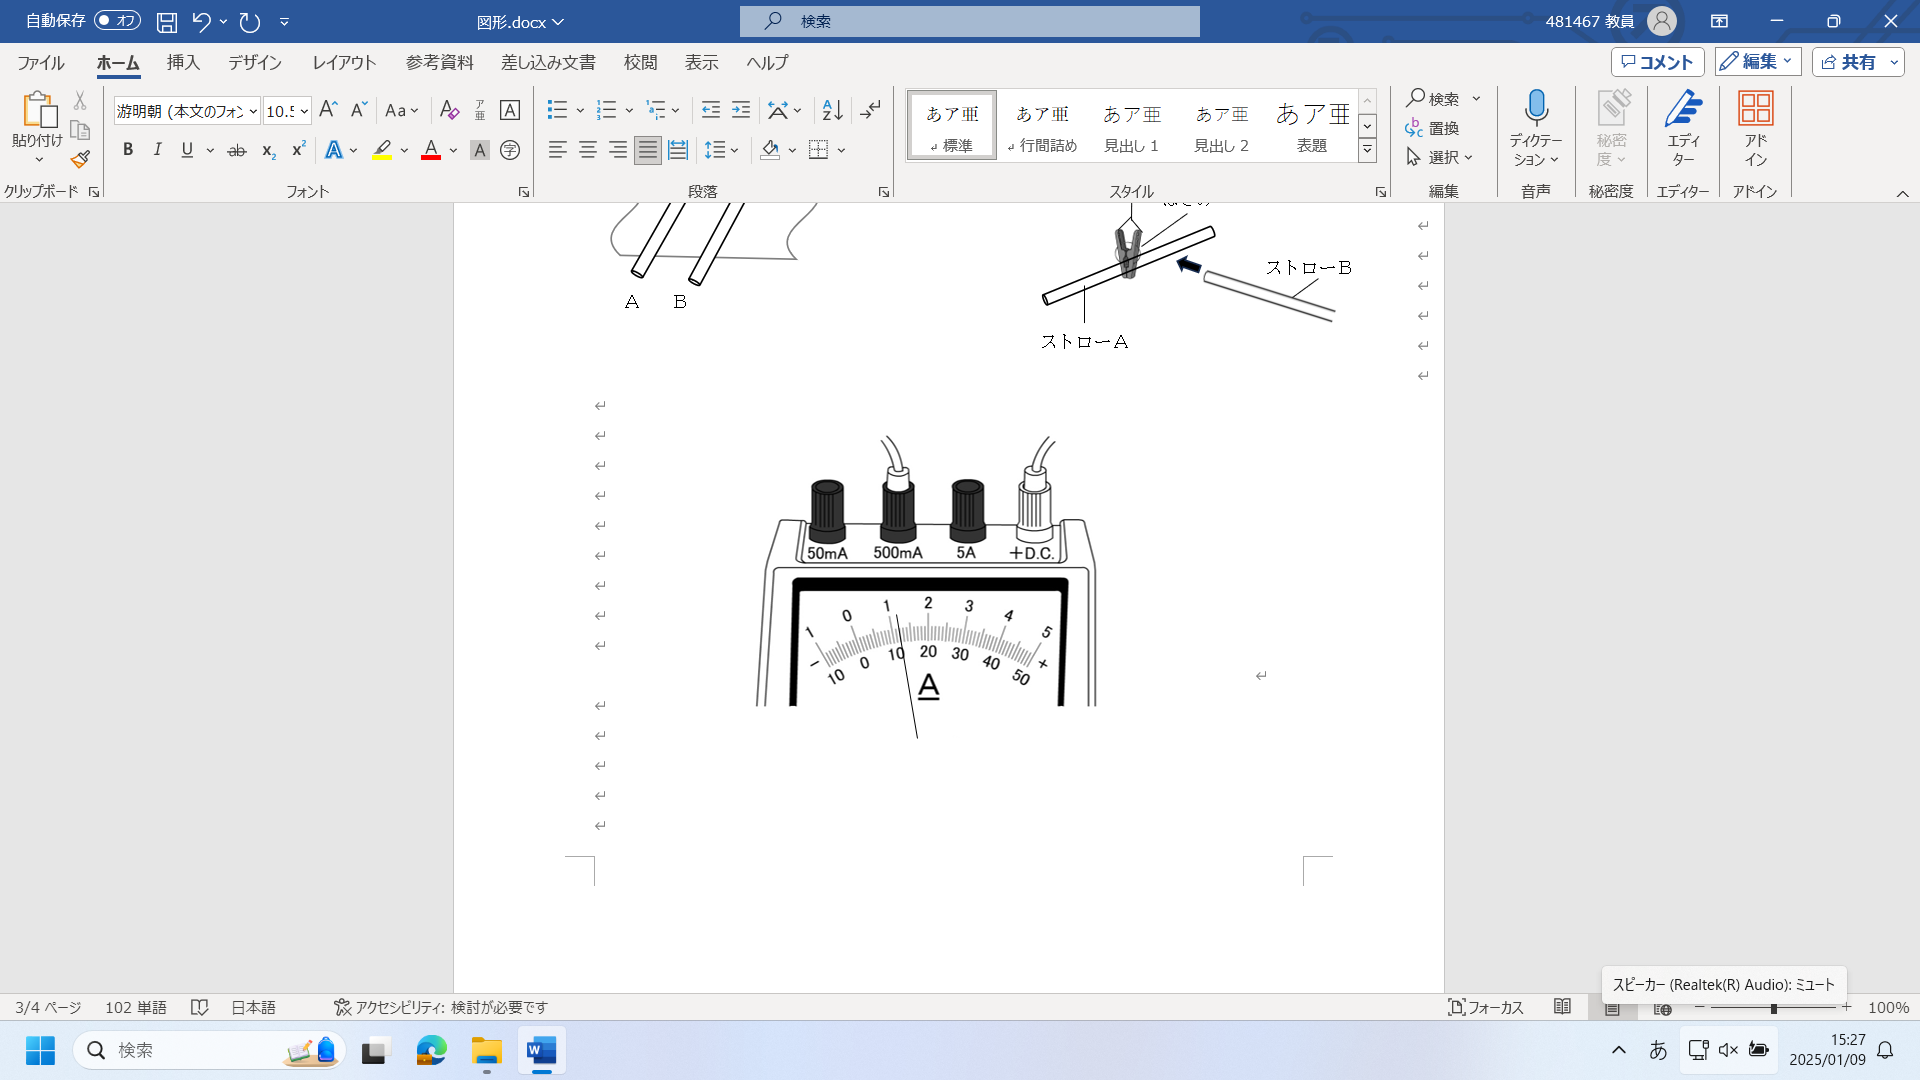 自動保存 オフ
図形.docx
検索
481467 教員
ファイル ホーム 挿入 デザイン レイアウト 参考資料 差し込み文書 校閲 表示 ヘルプ
コメント 編集 共有
貼り付け
クリップボード
游明朝 (本文のフォン
10.5
Aa
ア
亜
A
B I U ab x₂ x² A A A 字
フォント
段落
あア亜 あア亜 あア亜 あア亜 あア亜
標準 行間詰め 見出し 1 見出し 2 表題
スタイル
検索
置換
選択
編集
ディクテー
ション
音声
秘密
度
秘密度
エディ
ター
エディター
アド
イン
アドイン
ストローB
A B
ストローA
50mA 500mA 5A +D.C.
1 0 1 2 3 4 5
− 10 0 10 20 30 40 50 +
A
スピーカー (Realtek(R) Audio): ミュート
3/4 ページ 102 単語 日本語 アクセシビリティ: 検討が必要です
フォーカス
100%
検索
あ
15:27
2025/01/09